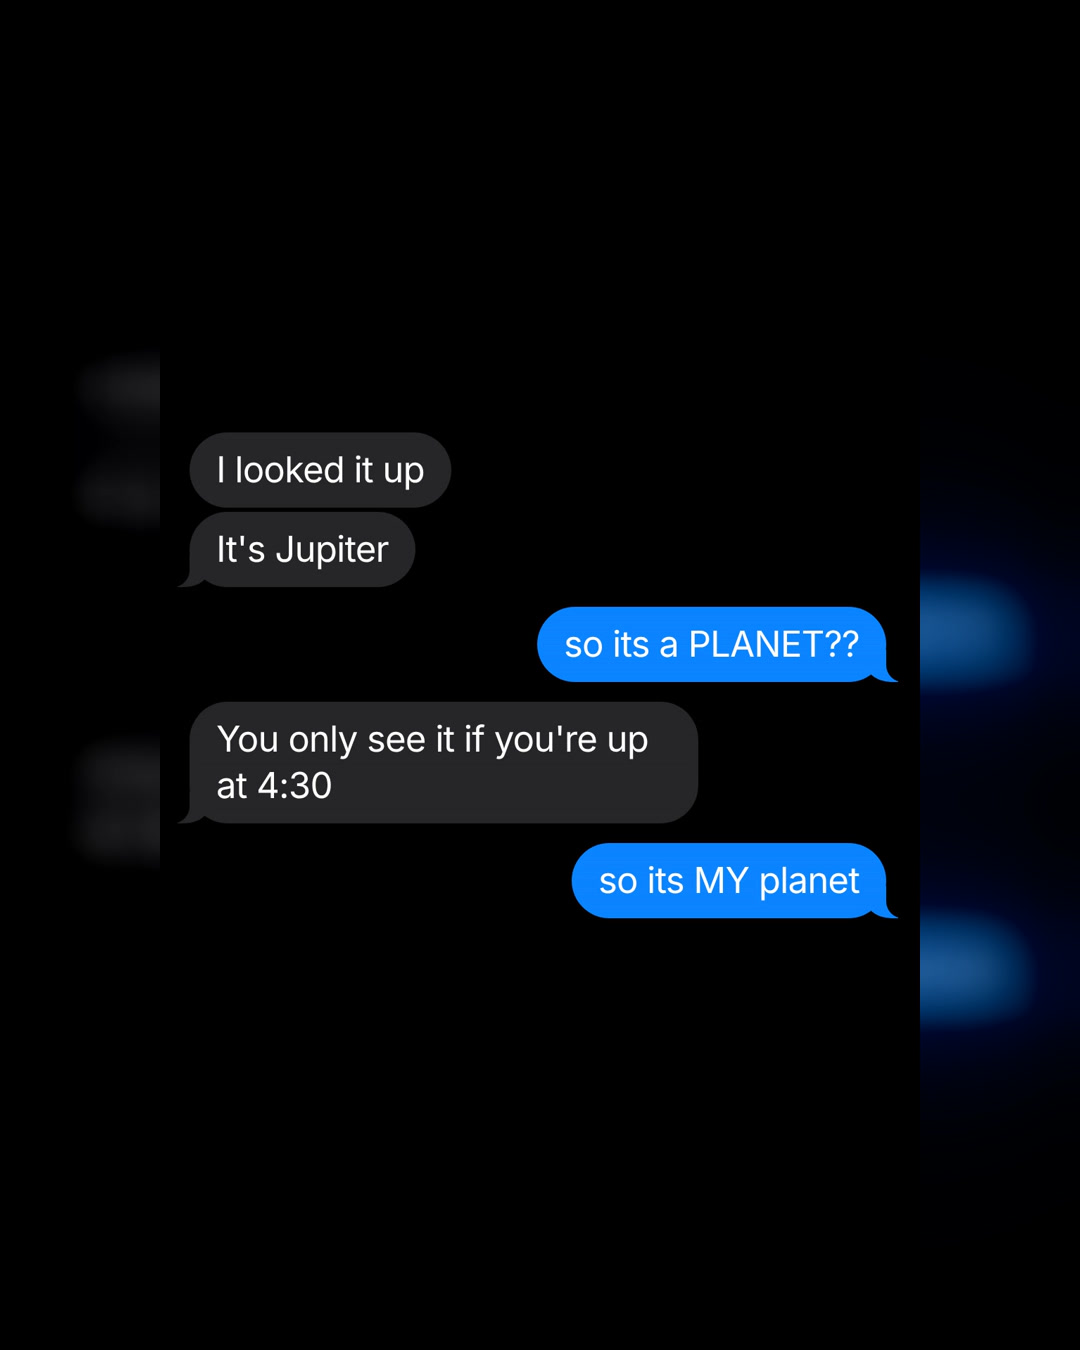 I looked it up
It's Jupiter
so its a PLANET??
You only see it if you're up
at 4:30
so its MY planet